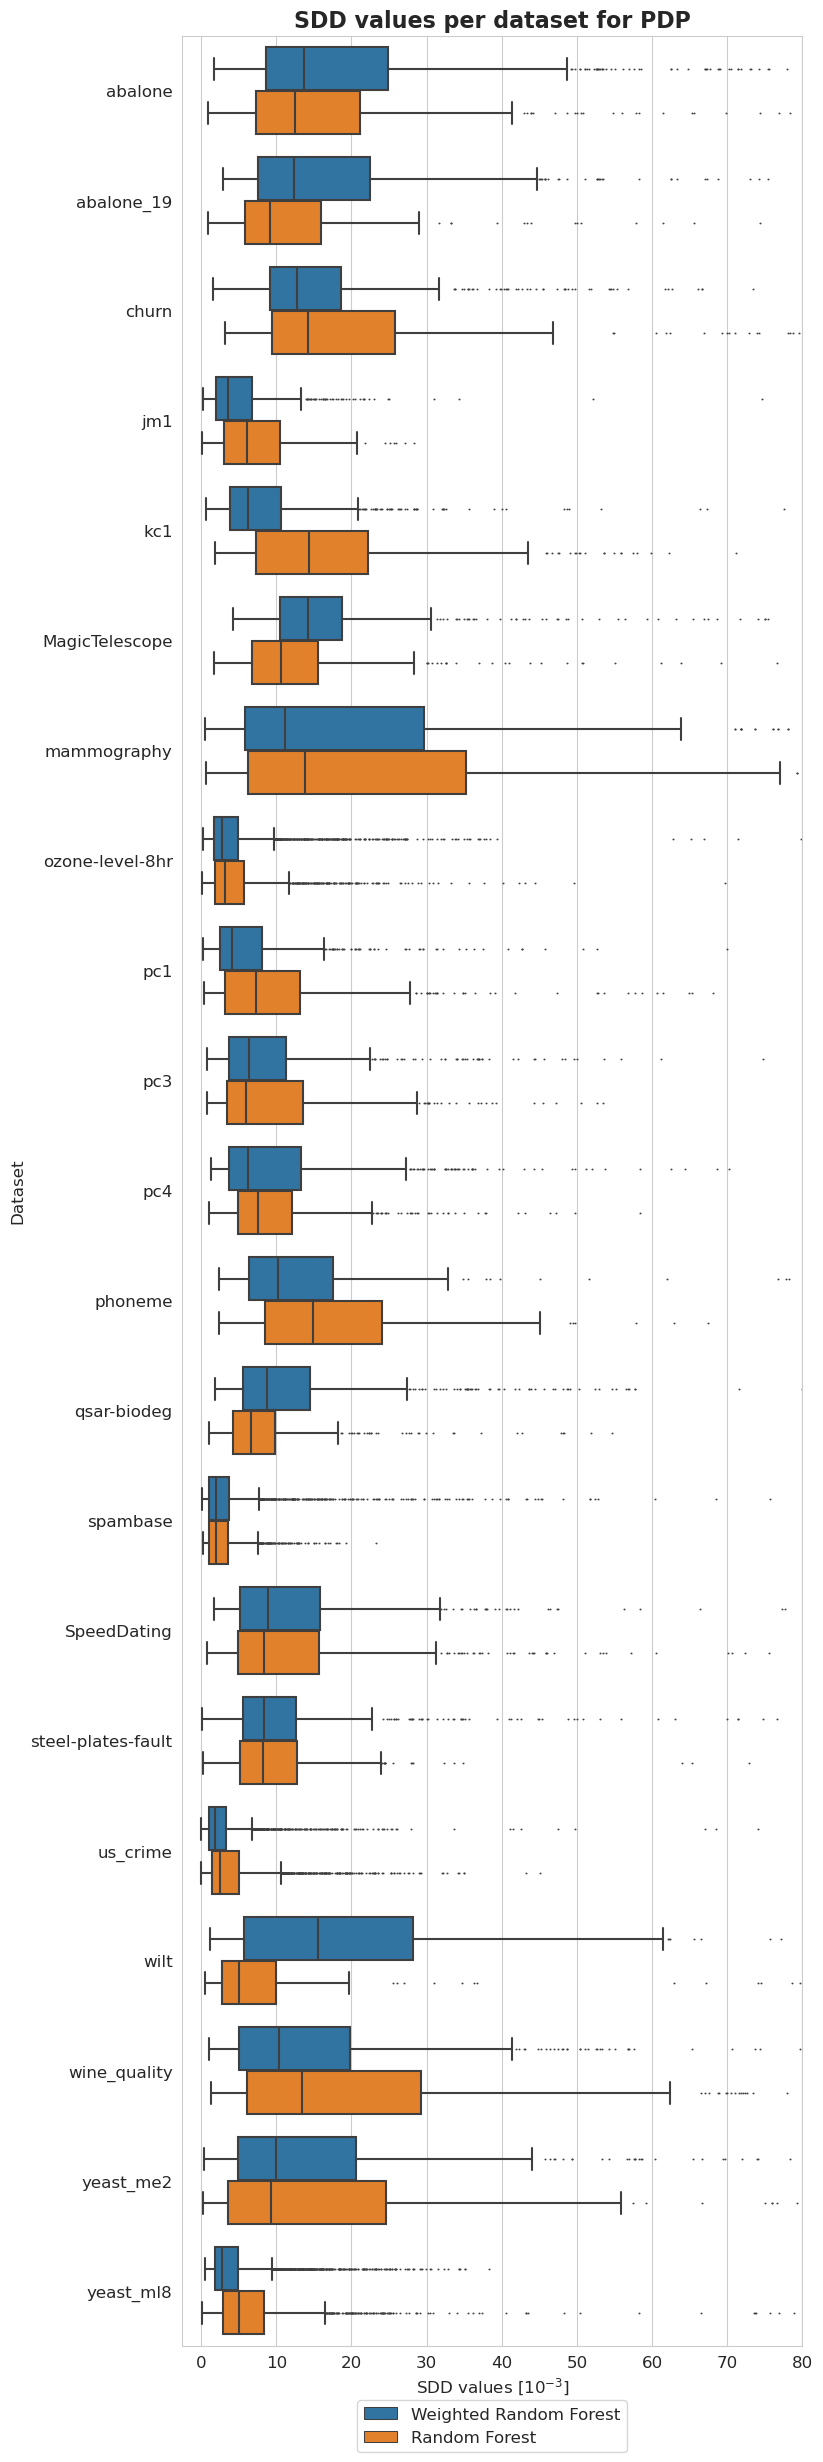 SDD values per dataset for PDP
abalone
abalone_19
churn
jm1
kc1
MagicTelescope
mammography
ozone-level-8hr
pc1
pc3
pc4
Dataset
phoneme
qsar-biodeg
spambase
SpeedDating
steel-plates-fault
us_crime
wilt
wine_quality
yeast_me2
yeast_ml8
0 10 20 30 40 50 60 70 80
SDD values [10⁻³]
Weighted Random Forest
Random Forest